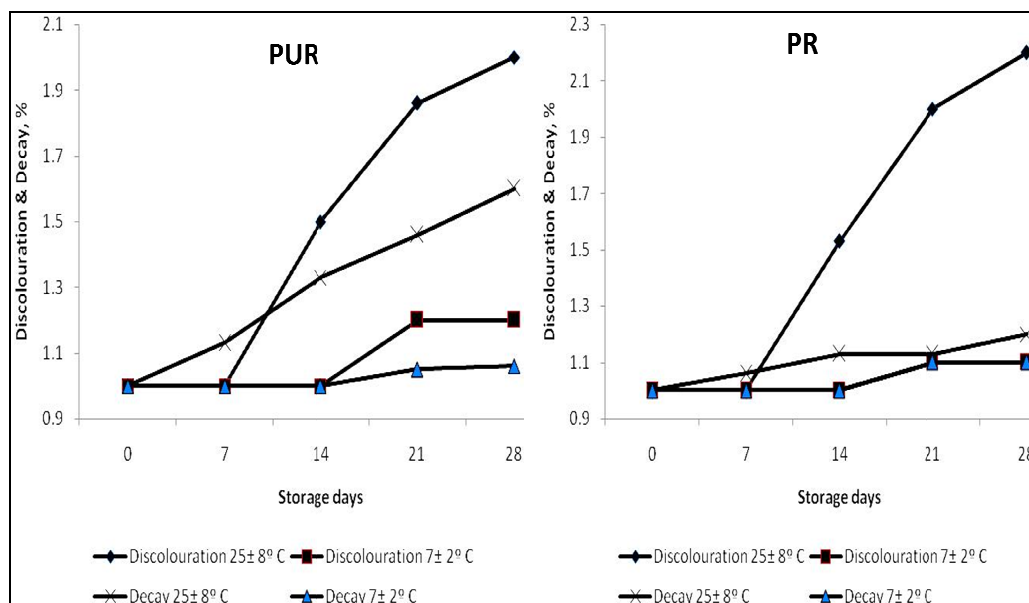 PUR
Discolouration & Decay, %
2.1
1.9
1.7
1.5
1.3
1.1
0.9
0 7 14 21 28
Storage days
Discolouration 25± 8º C Discolouration 7± 2º C
Decay 25± 8º C Decay 7± 2º C
PR
Discolouration & Decay, %
2.3
2.1
1.9
1.7
1.5
1.3
1.1
0.9
0 7 14 21 28
Storage days
Discolouration 25± 8º C Discolouration 7± 2º C
Decay 25± 8º C Decay 7± 2º C